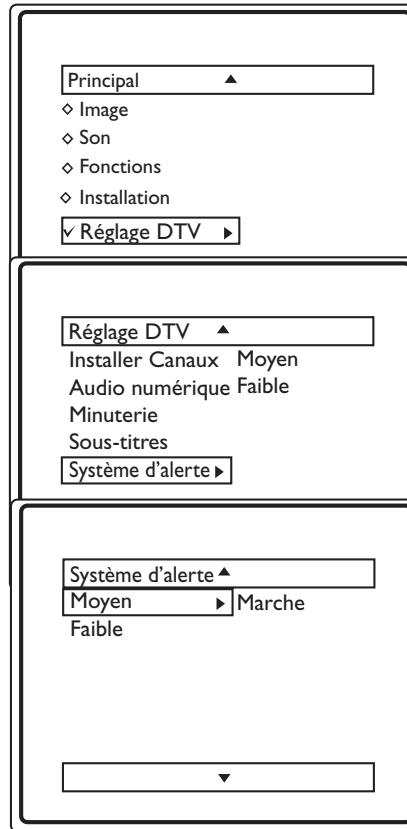 Principal ▲
◇ Image
◇ Son
◇ Fonctions
◇ Installation
✓ Réglage DTV ▶
Réglage DTV ▲
Installer Canaux Moyen
Audio numérique Faible
Minuterie
Sous-titres
Système d'alerte ▶
Système d'alerte ▲
Moyen ▶ Marche
Faible
▼